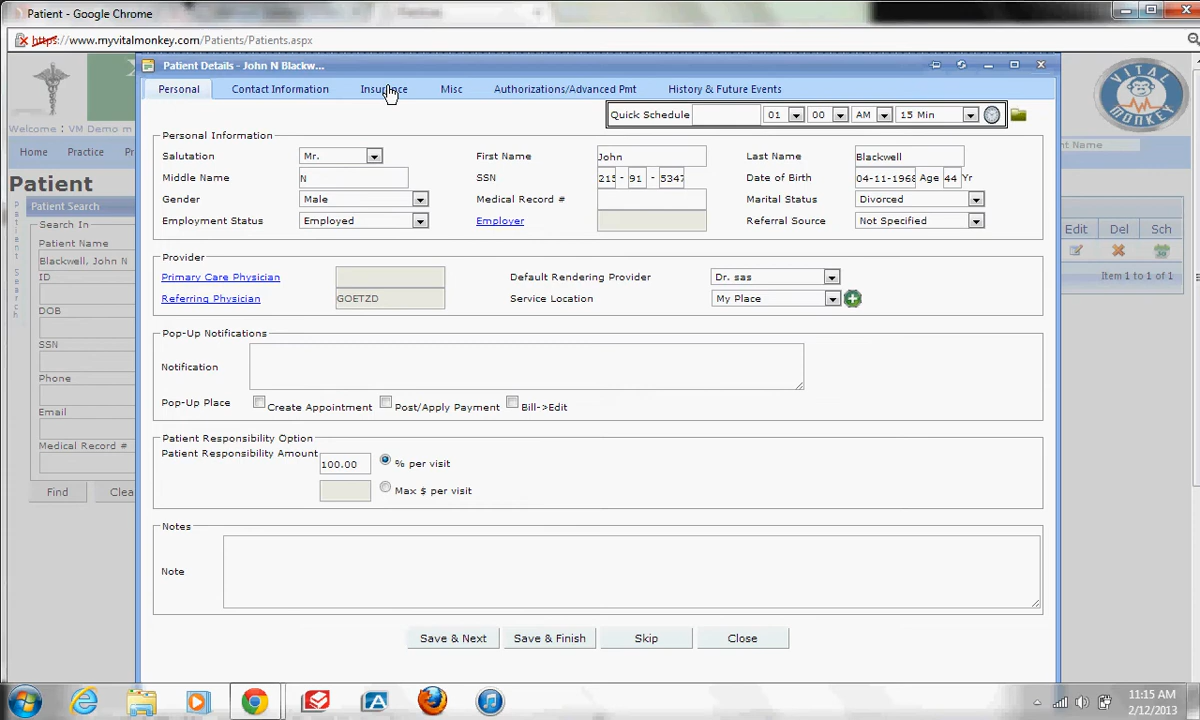 Patient - Google Chrome
https://www.myvitalmonkey.com/Patients/Patients.aspx
Patient Details - John N Blackw...
Personal Contact Information Insurance Misc Authorizations/Advanced Pmt History & Future Events
Quick Schedule 01 00 AM 15 Min
VITAL MONKEY
Welcome : VM Demo m
Home Practice
Patient
Patient Search
Patient Search
Search In
Patient Name
Blackwell, John N
ID
DOB
SSN
Phone
Email
Medical Record #
Find Clea
Personal Information
Salutation Mr. First Name John Last Name Blackwell
Middle Name N SSN 215 - 91 - 5347 Date of Birth 04-11-1968 Age 44 Yr
Gender Male Medical Record # Marital Status Divorced
Employment Status Employed Employer Referral Source Not Specified
Provider
Primary Care Physician Default Rendering Provider Dr. sas
Referring Physician GOETZD Service Location My Place
Pop-Up Notifications
Notification
Pop-Up Place Create Appointment Post/Apply Payment Bill->Edit
Patient Responsibility Option
Patient Responsibility Amount 100.00 % per visit
Max $ per visit
Notes
Note
Save & Next Save & Finish Skip Close
ent Name
Edit Del Sch
Item 1 to 1 of 1
11:15 AM
2/12/2013